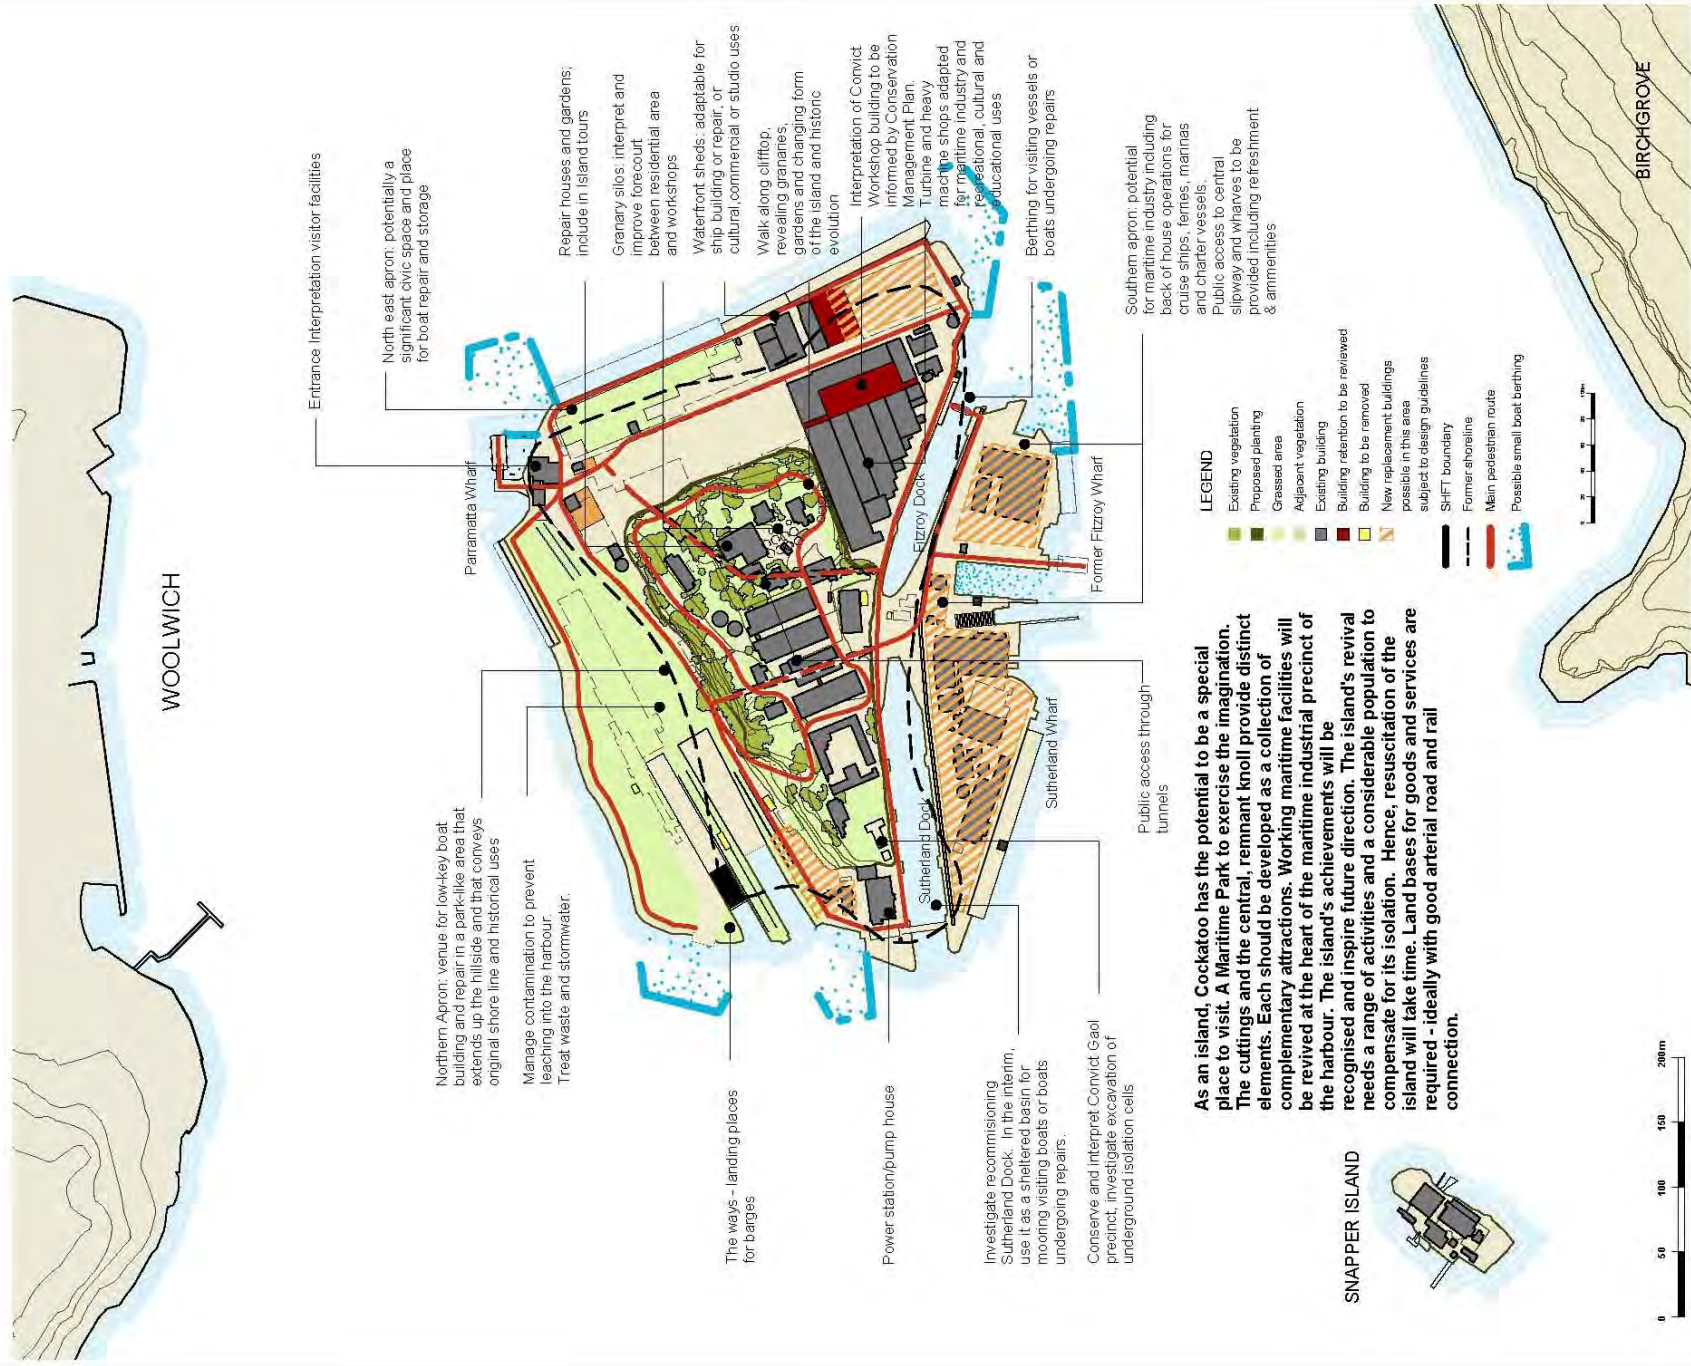 WOOLWICH
BIRCHGROVE
SNAPPER ISLAND
Parramatta Wharf
Fitzroy Dock
Former Fitzroy Wharf
Sutherland Dock
Sutherland Wharf
Northern Apron: venue for low-key boat
building and repair in a park-like area that
extends up the hillside and that conveys
original shore line and historical uses
Manage contamination to prevent
leaching into the harbour.
Treat waste and stormwater.
The ways - landing places
for barges
Power station/pump house
Investigate recommisioning
Sutherland Dock. In the interim,
use it as a sheltered basin for
mooring visiting boats or boats
undergoing repairs.
Conserve and interpret Convict Gaol
precinct, investigate excavation of
underground isolation cells
Public access through
tunnels
Entrance Interpretation visitor facilities
North east apron: potentially a
significant civic space and place
for boat repair and storage
Repair houses and gardens;
include in Island tours
Granary silos: interpret and
improve forecourt
between residential area
and workshops
Waterfront sheds: adaptable for
ship building or repair, or
cultural,commercial or studio uses
Walk along clifftop,
revealing granaries,
gardens and changing form
of the island and historic
evolution
Interpretation of Convict
Workshop building to be
informed by Conservation
Management Plan.
Turbine and heavy
machine shops adapted
for maritime industry and
recreational, cultural and
educational uses
Berthing for visiting vessels or
boats undergoing repairs
Southern apron: potential
for maritime industry including
back of house operations for
cruise ships, ferries, marinas
and charter vessels.
Public access to central
slipway and wharves to be
provided including refreshment
& ammenities
As an island, Cockatoo has the potential to be a special
place to visit. A Maritime Park to exercise the imagination.
The cuttings and the central, remnant knoll provide distinct
elements. Each should be developed as a collection of
complementary attractions. Working maritime facilities will
be revived at the heart of the maritime industrial precinct of
the harbour. The island's achievements will be
recognised and inspire future direction. The island's revival
needs a range of activities and a considerable population to
compensate for its isolation. Hence, resuscitation of the
island will take time. Land bases for goods and services are
required - ideally with good arterial road and rail
connection.
LEGEND
Existing vegetation
Proposed planting
Grassed area
Adjacent vegetation
Existing building
Building retention to be reviewed
Building to be removed
New replacement buildings
possible in this area
subject to design guidelines
SHFT boundary
Former shoreline
Main pedestrian route
Possible small boat berthing
0 50 100 150 200m